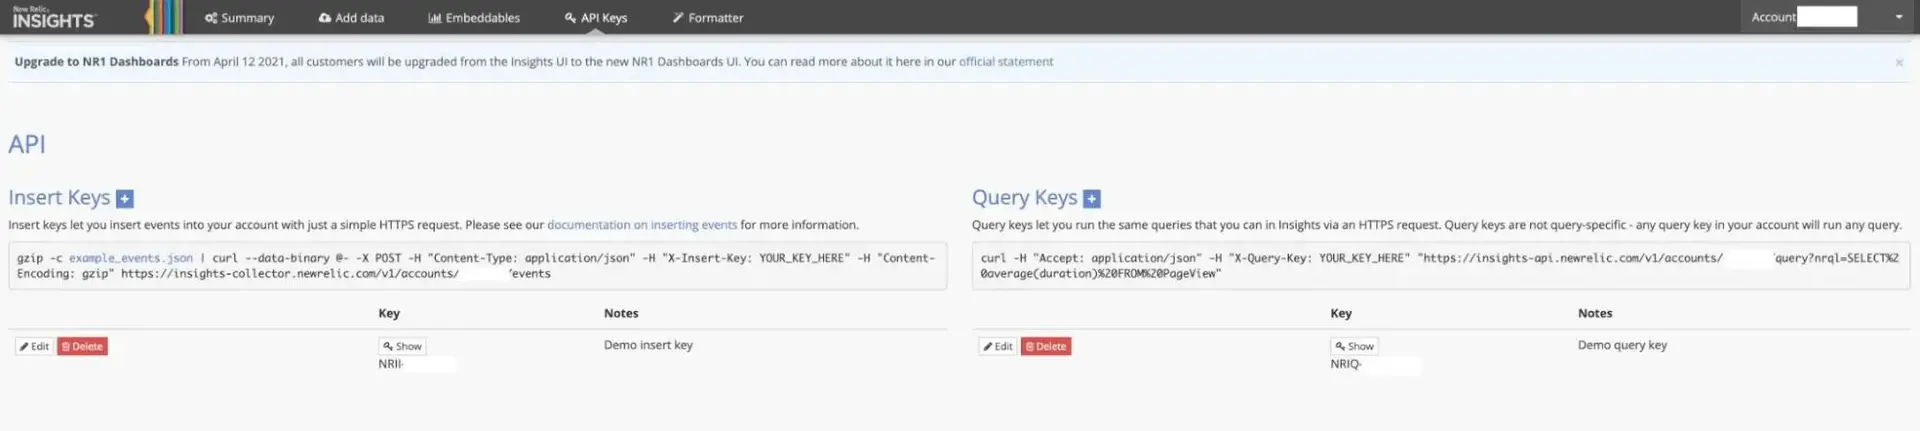 New Relic.
INSIGHTS
Summary
Add data
Embeddables
API Keys
Formatter
Account
Upgrade to NR1 Dashboards From April 12 2021, all customers will be upgraded from the Insights UI to the new NR1 Dashboards UI. You can read more about it here in our official statement
×
API
Insert Keys +
Insert keys let you insert events into your account with just a simple HTTPS request. Please see our documentation on inserting events for more information.
gzip -c example_events.json | curl --data-binary @- -X POST -H "Content-Type: application/json" -H "X-Insert-Key: YOUR_KEY_HERE" -H "Content-
Encoding: gzip" https://insights-collector.newrelic.com/v1/accounts/ events
Key
Notes
Edit
Delete
Show
Demo insert key
NRII-
Query Keys +
Query keys let you run the same queries that you can in Insights via an HTTPS request. Query keys are not query-specific - any query key in your account will run any query.
curl -H "Accept: application/json" -H "X-Query-Key: YOUR_KEY_HERE" "https://insights-api.newrelic.com/v1/accounts/ query?nrql=SELECT%2
0average(duration)%20FROM%20PageView"
Key
Notes
Edit
Delete
Show
Demo query key
NRIQ-